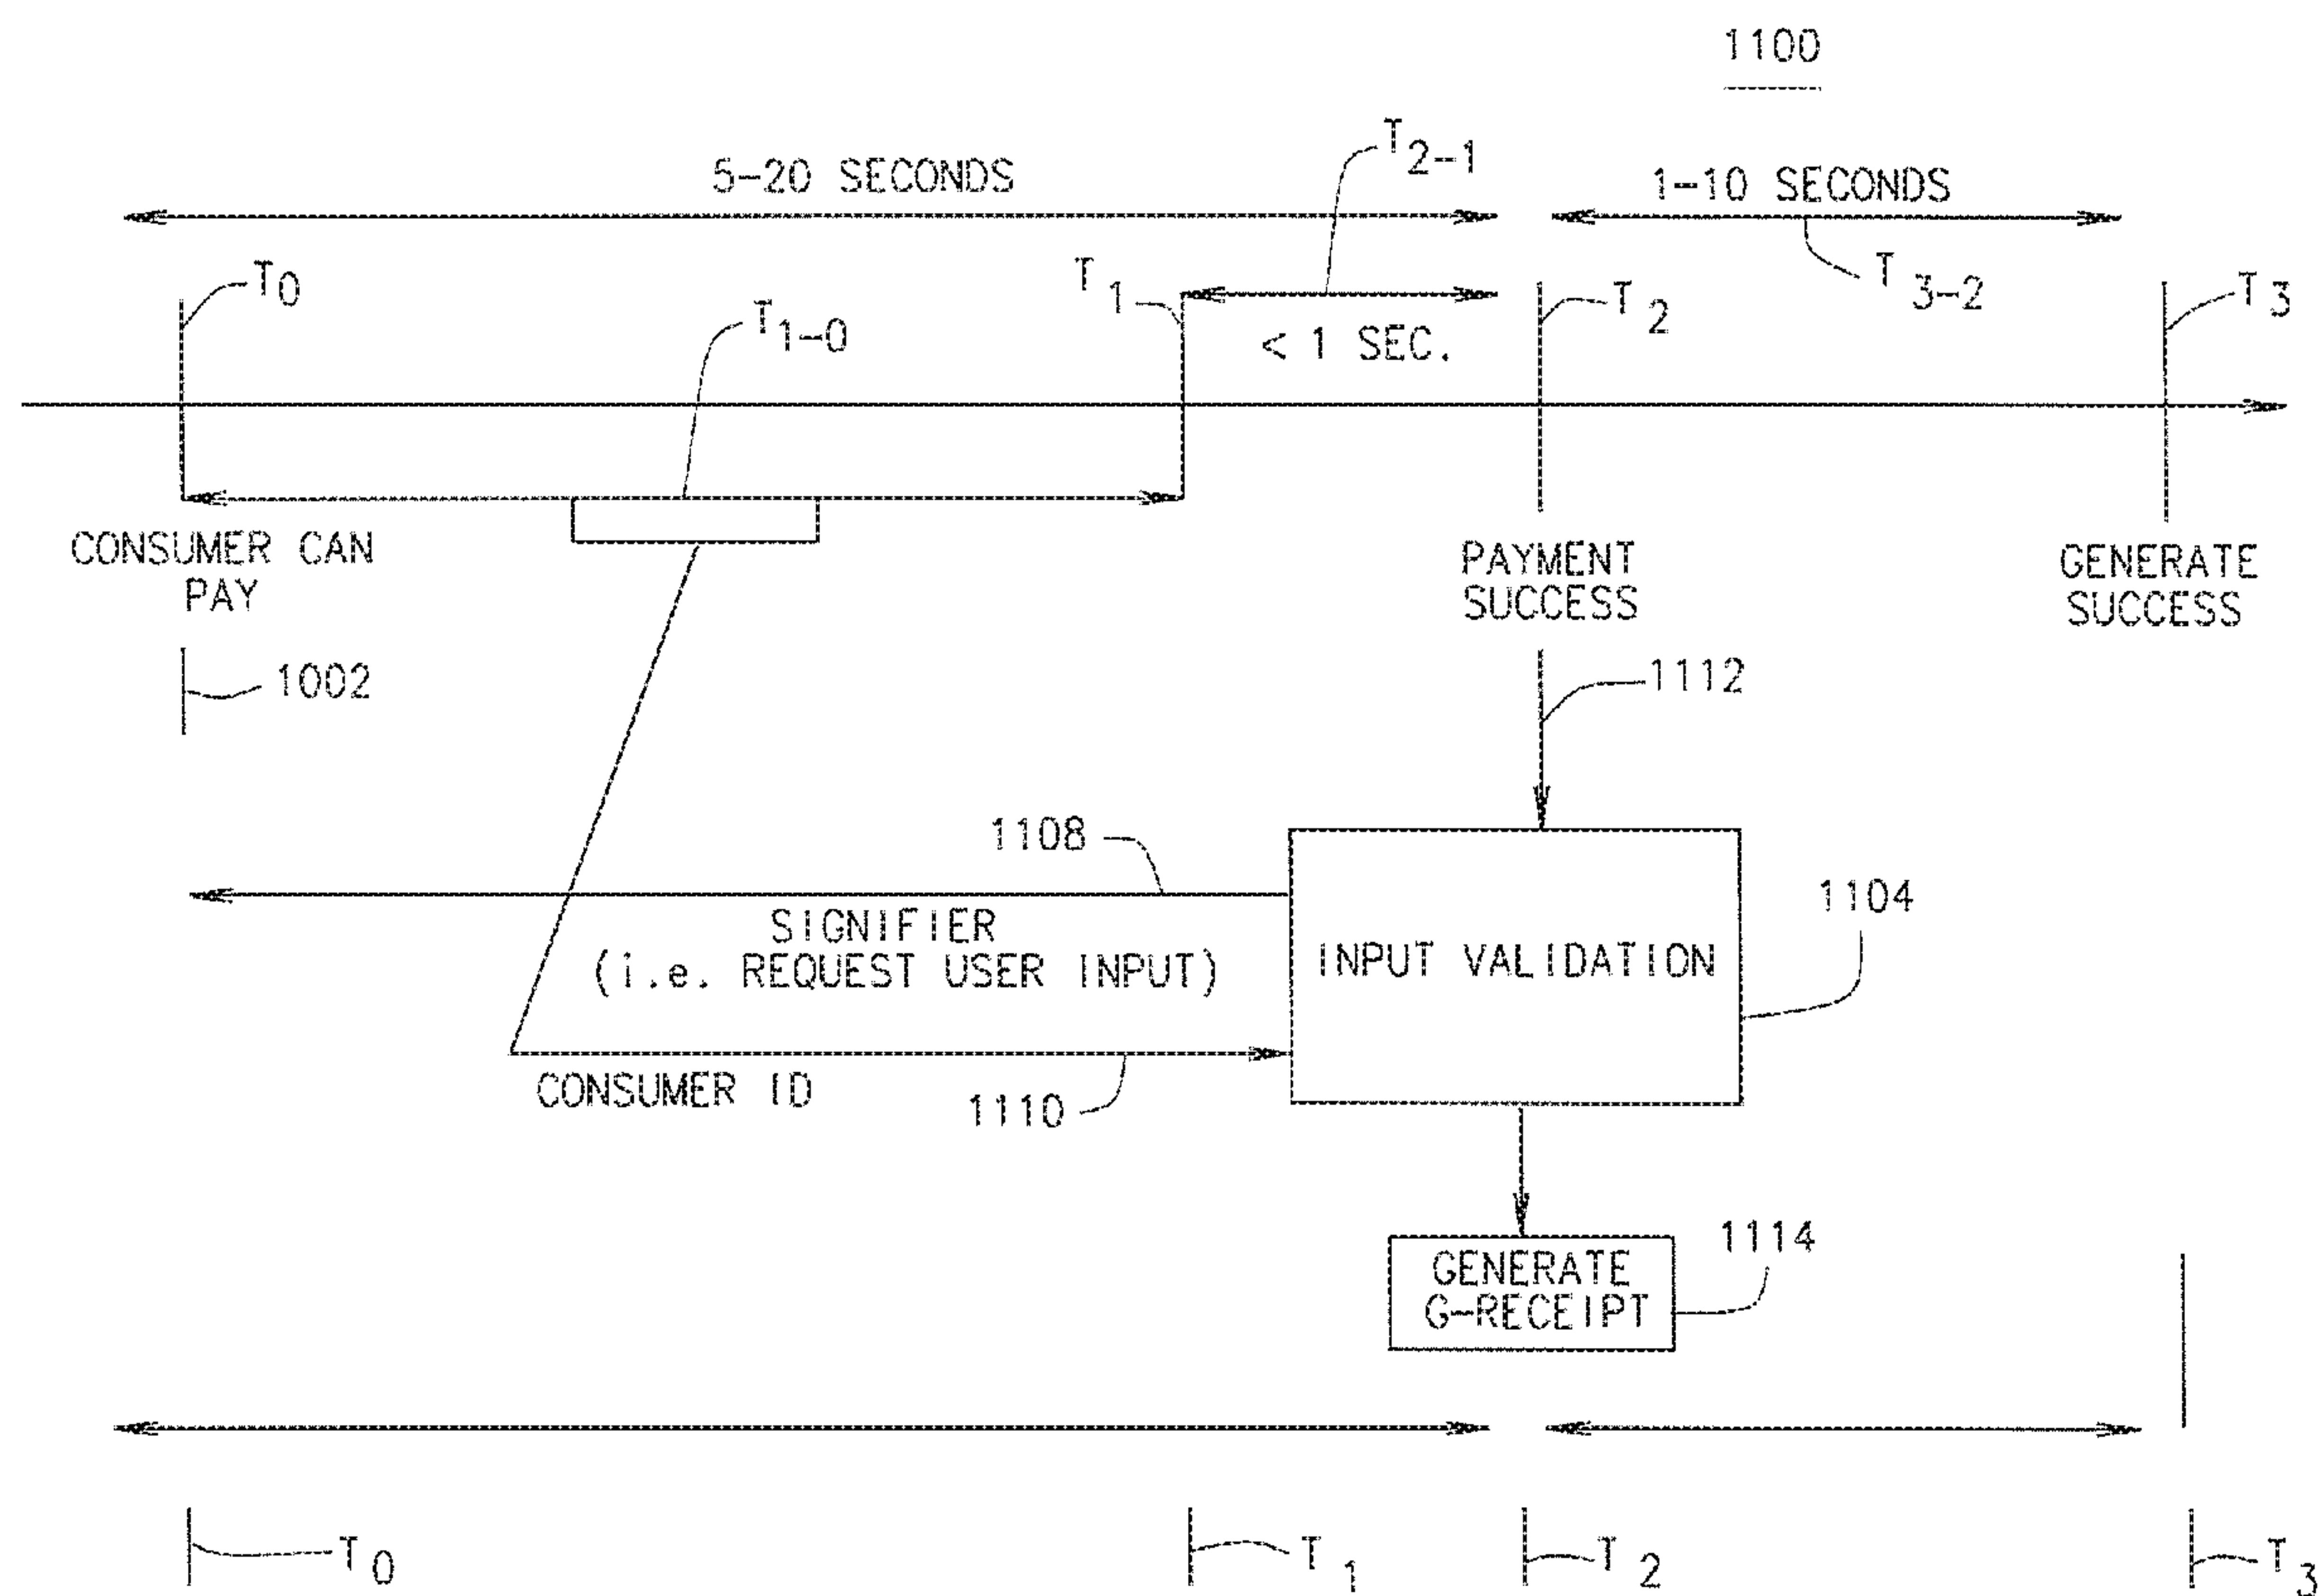 1100
T2-1
5-20 SECONDS
1-10 SECONDS
T0
T1
T3-2
T2
T3
T1-0
< 1 SEC.
CONSUMER CAN
PAY
PAYMENT
SUCCESS
GENERATE
SUCCESS
1002
1112
1108
1104
SIGNIFIER
(i.e. REQUEST USER INPUT)
INPUT VALIDATION
CONSUMER ID
1110
1114
GENERATE
G-RECEIPT
T0
T1
T2
T3